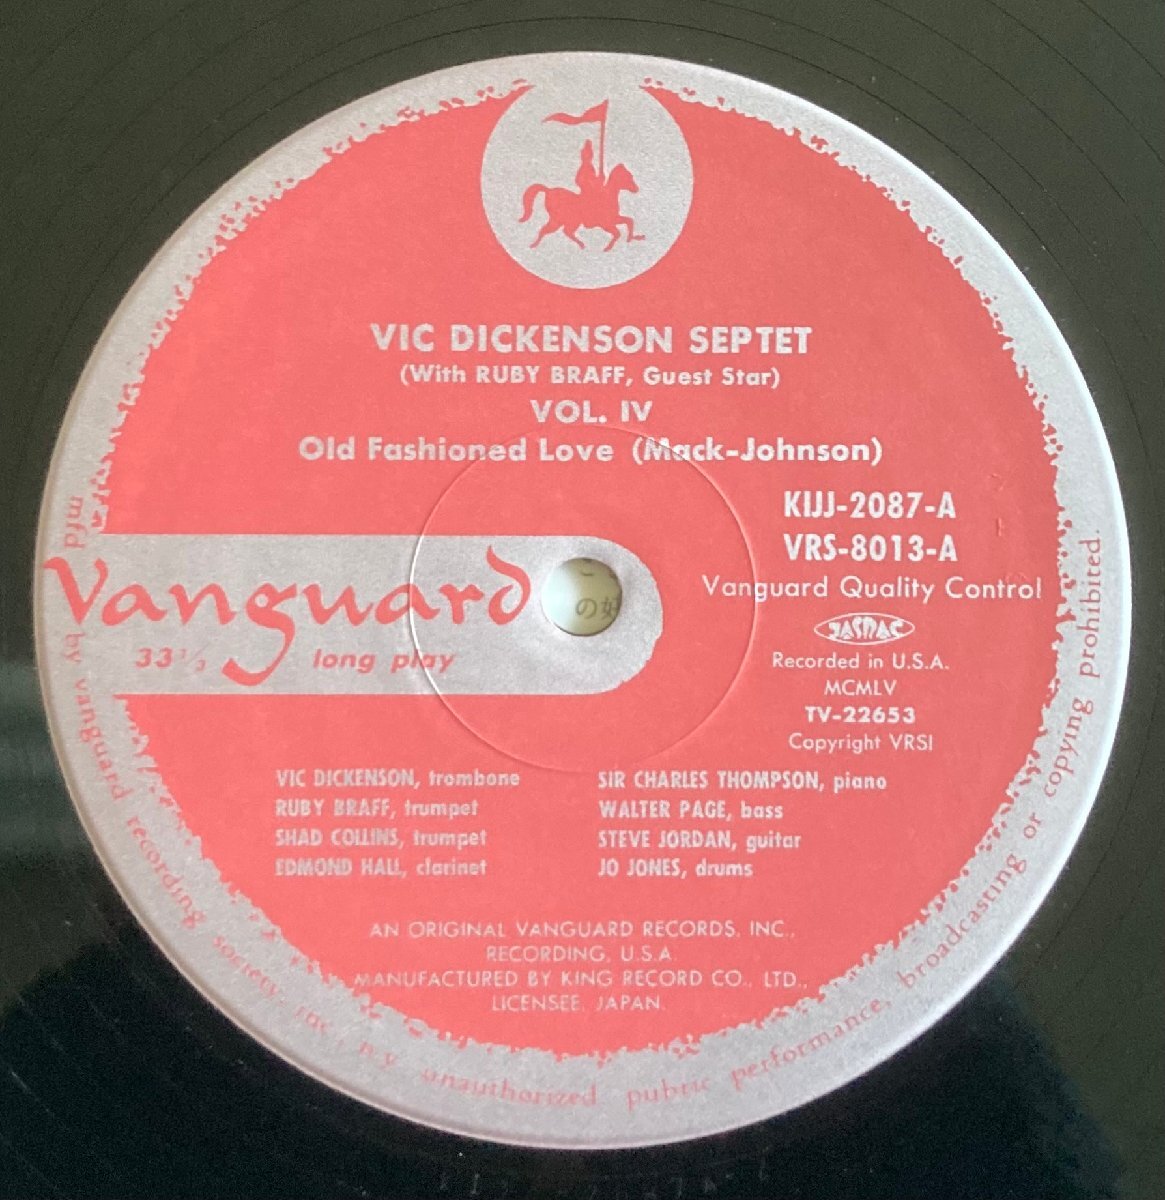 VIC DICKENSON SEPTET
(With RUBY BRAFF, Guest Star)
VOL. IV
Old Fashioned Love (Mack-Johnson)
KIJJ-2087-A
VRS-8013-A
Vanguard Quality Control
JASRAC
Recorded in U.S.A.
MCMLV
TV-22653
Copyright VRSI
Vanguard
33 1/3 long play
VIC DICKENSON, trombone
RUBY BRAFF, trumpet
SHAD COLLINS, trumpet
EDMOND HALL, clarinet
SIR CHARLES THOMPSON, piano
WALTER PAGE, bass
STEVE JORDAN, guitar
JO JONES, drums
AN ORIGINAL VANGUARD RECORDS, INC.,
RECORDING, U.S.A.
MANUFACTURED BY KING RECORD CO., LTD.,
LICENSEE, JAPAN.
mfd by vanguard recording society, inc., n.y. unauthorized public performance, broadcasting or copying prohibited.
の好